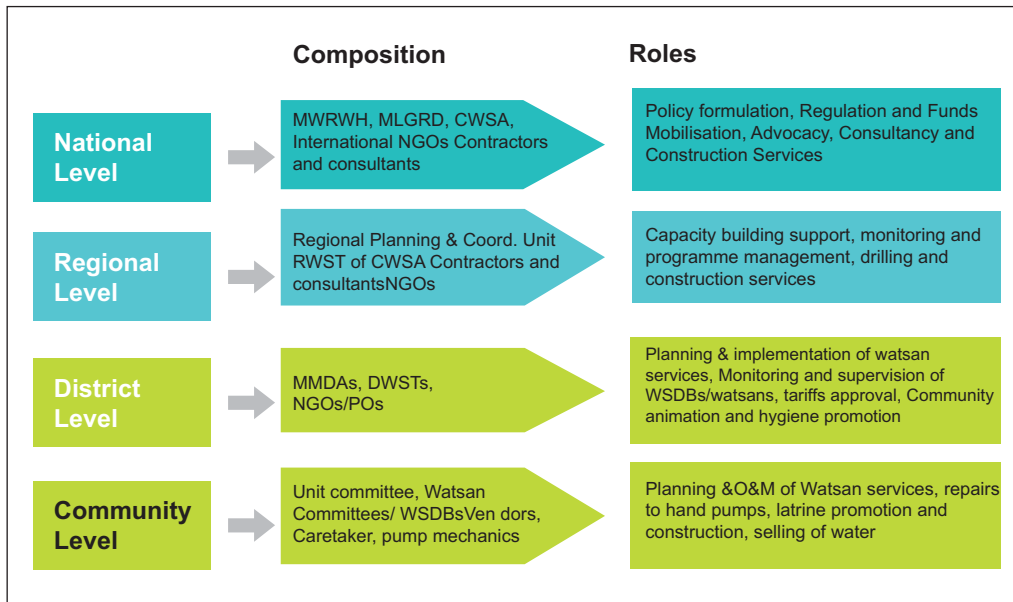 Composition
Roles
National
Level
MWRWH, MLGRD, CWSA,
International NGOs Contractors
and consultants
Policy formulation, Regulation and Funds
Mobilisation, Advocacy, Consultancy and
Construction Services
Regional
Level
Regional Planning & Coord. Unit
RWST of CWSA Contractors and
consultantsNGOs
Capacity building support, monitoring and
programme management, drilling and
construction services
District
Level
MMDAs, DWSTs,
NGOs/POs
Planning & implementation of watsan
services, Monitoring and supervision of
WSDBs/watsans, tariffs approval, Community
animation and hygiene promotion
Community
Level
Unit committee, Watsan
Committees/ WSDBsVen dors,
Caretaker, pump mechanics
Planning &O&M of Watsan services, repairs
to hand pumps, latrine promotion and
construction, selling of water